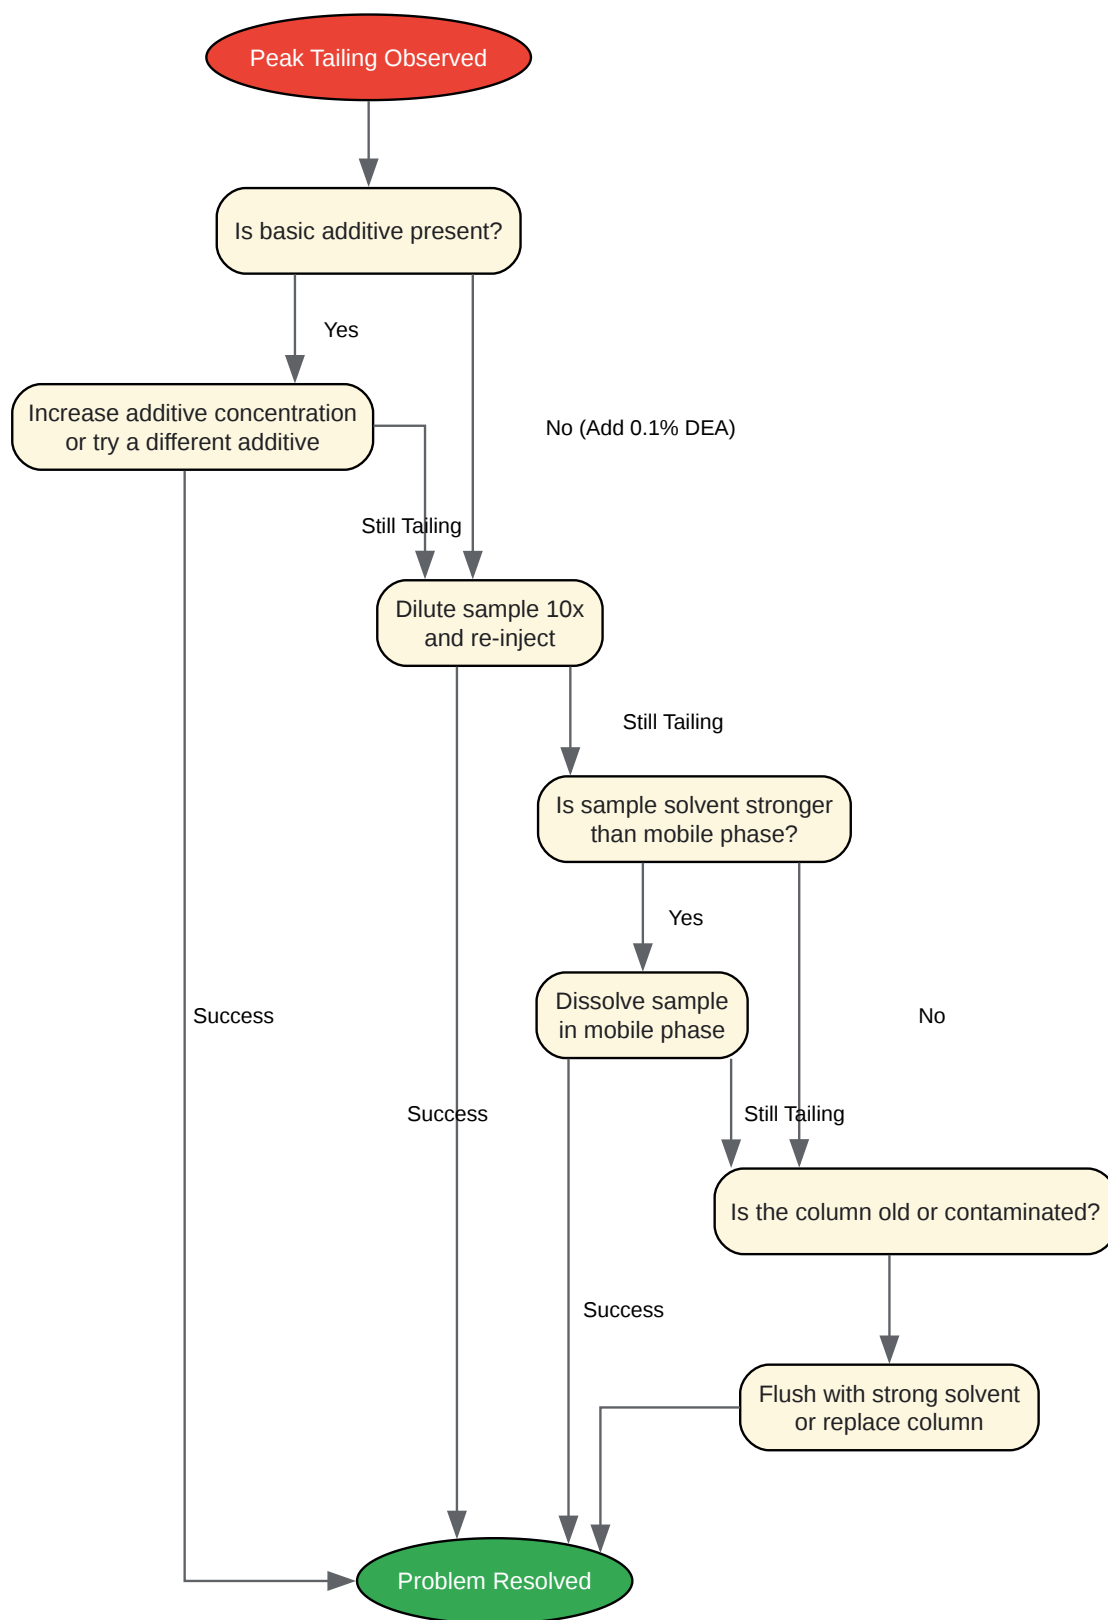 Peak Tailing Observed
Is basic additive present?
Yes
Increase additive concentration
or try a different additive
No (Add 0.1% DEA)
Still Tailing
Dilute sample 10x
and re-inject
Still Tailing
Is sample solvent stronger
than mobile phase?
Yes
Dissolve sample
in mobile phase
Success
No
Success
Still Tailing
Is the column old or contaminated?
Success
Flush with strong solvent
or replace column
Problem Resolved